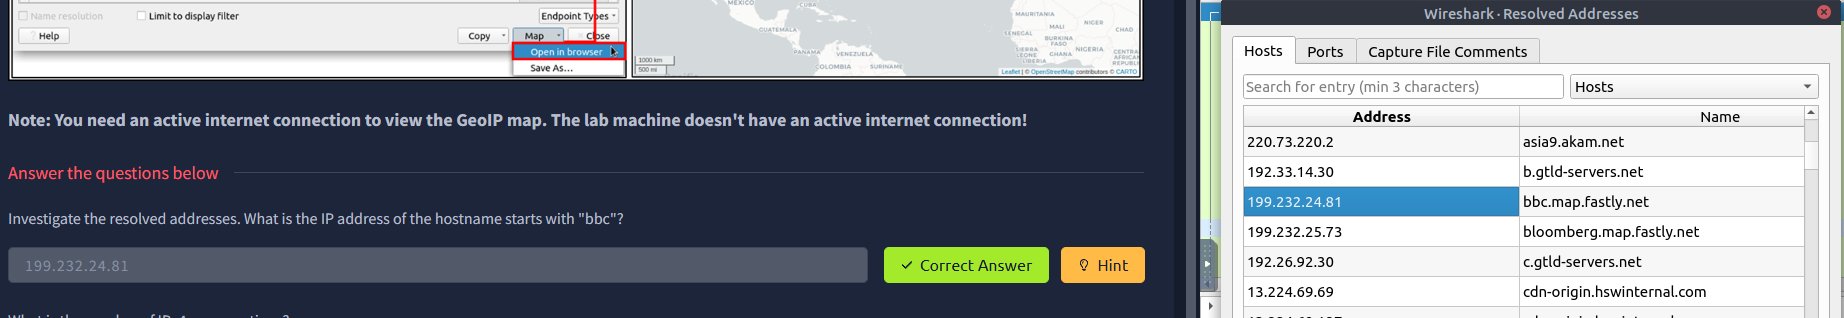 Name resolution
Limit to display filter
Endpoint Types
Help
Copy
Map
Close
Open in browser
Save As...
MEXICO
CUBA
GUATEMALA
PANAMA
VENEZUELA
COLOMBIA
SURINAME
MAURITANIA
MALI
NIGER
SENEGAL
BURKINA
FASO
SIERRA
LEONE
GHANA
NIGERIA
CENTRAL
AFRICAN
1000 km
500 mi
Leaflet | © OpenStreetMap contributors © CARTO
Note: You need an active internet connection to view the GeoIP map. The lab machine doesn't have an active internet connection!
Answer the questions below
Investigate the resolved addresses. What is the IP address of the hostname starts with "bbc"?
199.232.24.81
Correct Answer
Hint
Wireshark · Resolved Addresses
Hosts
Ports
Capture File Comments
Search for entry (min 3 characters)
Hosts
Address
Name
220.73.220.2
asia9.akam.net
192.33.14.30
b.gtld-servers.net
199.232.24.81
bbc.map.fastly.net
199.232.25.73
bloomberg.map.fastly.net
192.26.92.30
c.gtld-servers.net
13.224.69.69
cdn-origin.hswinternal.com